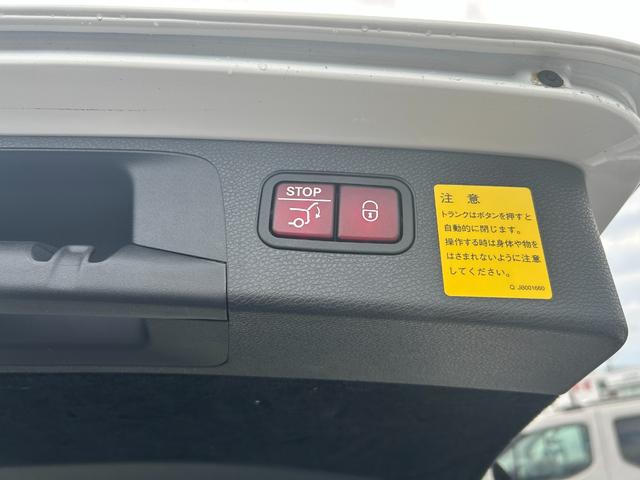 STOP
注意
トランクはボタンを押すと
自動的に閉じます。
操作する時は身体や物を
はさまれないように注意
してください。
Q JB001660